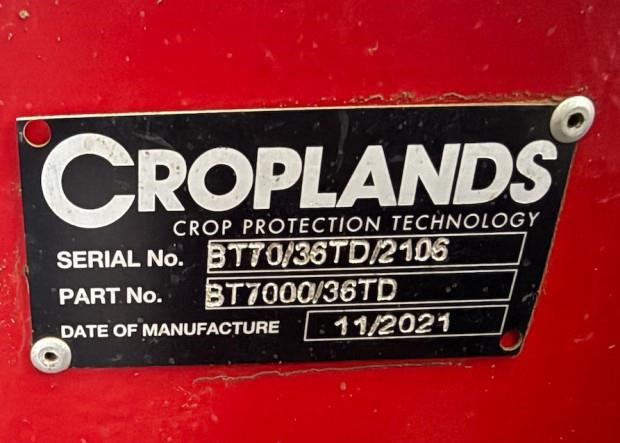 CROPLANDS
CROP PROTECTION TECHNOLOGY
SERIAL No. BT70/36TD/2106
PART No. BT7000/36TD
DATE OF MANUFACTURE 11/2021